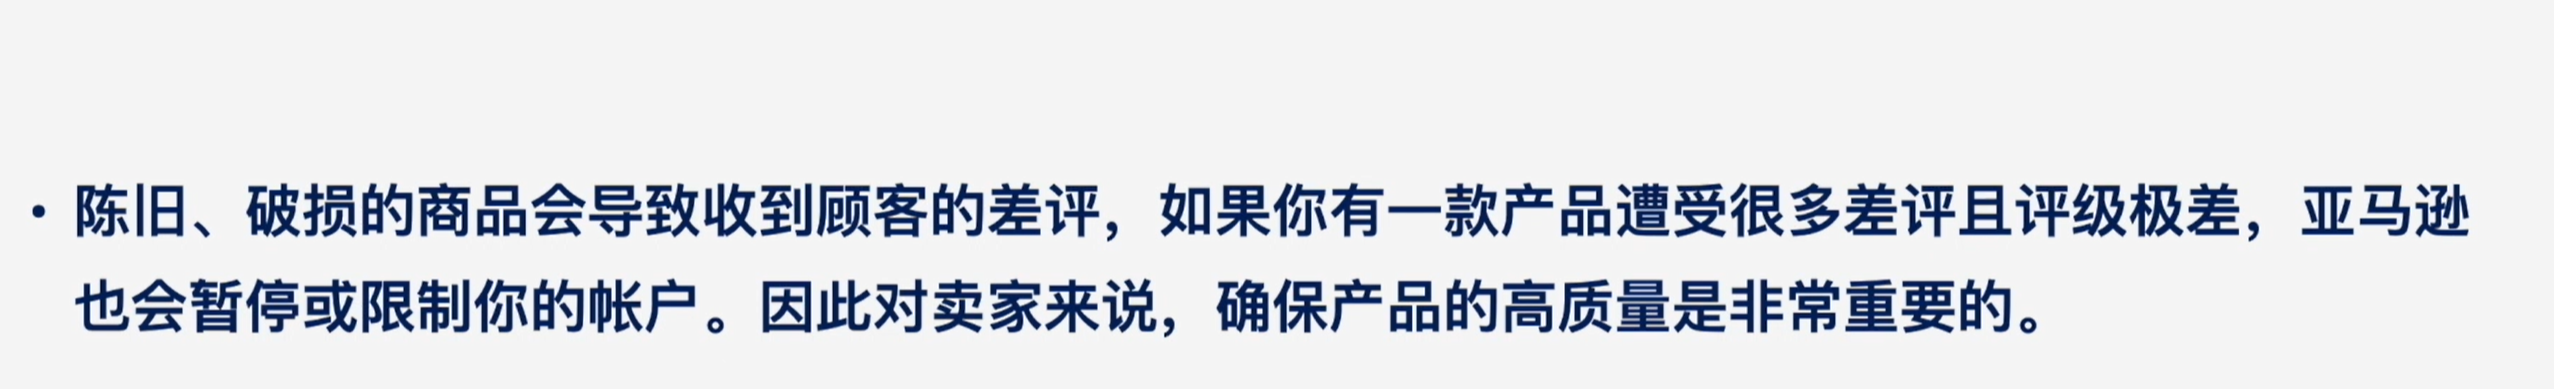 • 陈旧、破损的商品会导致收到顾客的差评，如果你有一款产品遭受很多差评且评级极差，亚马逊
也会暂停或限制你的帐户。因此对卖家来说，确保产品的高质量是非常重要的。